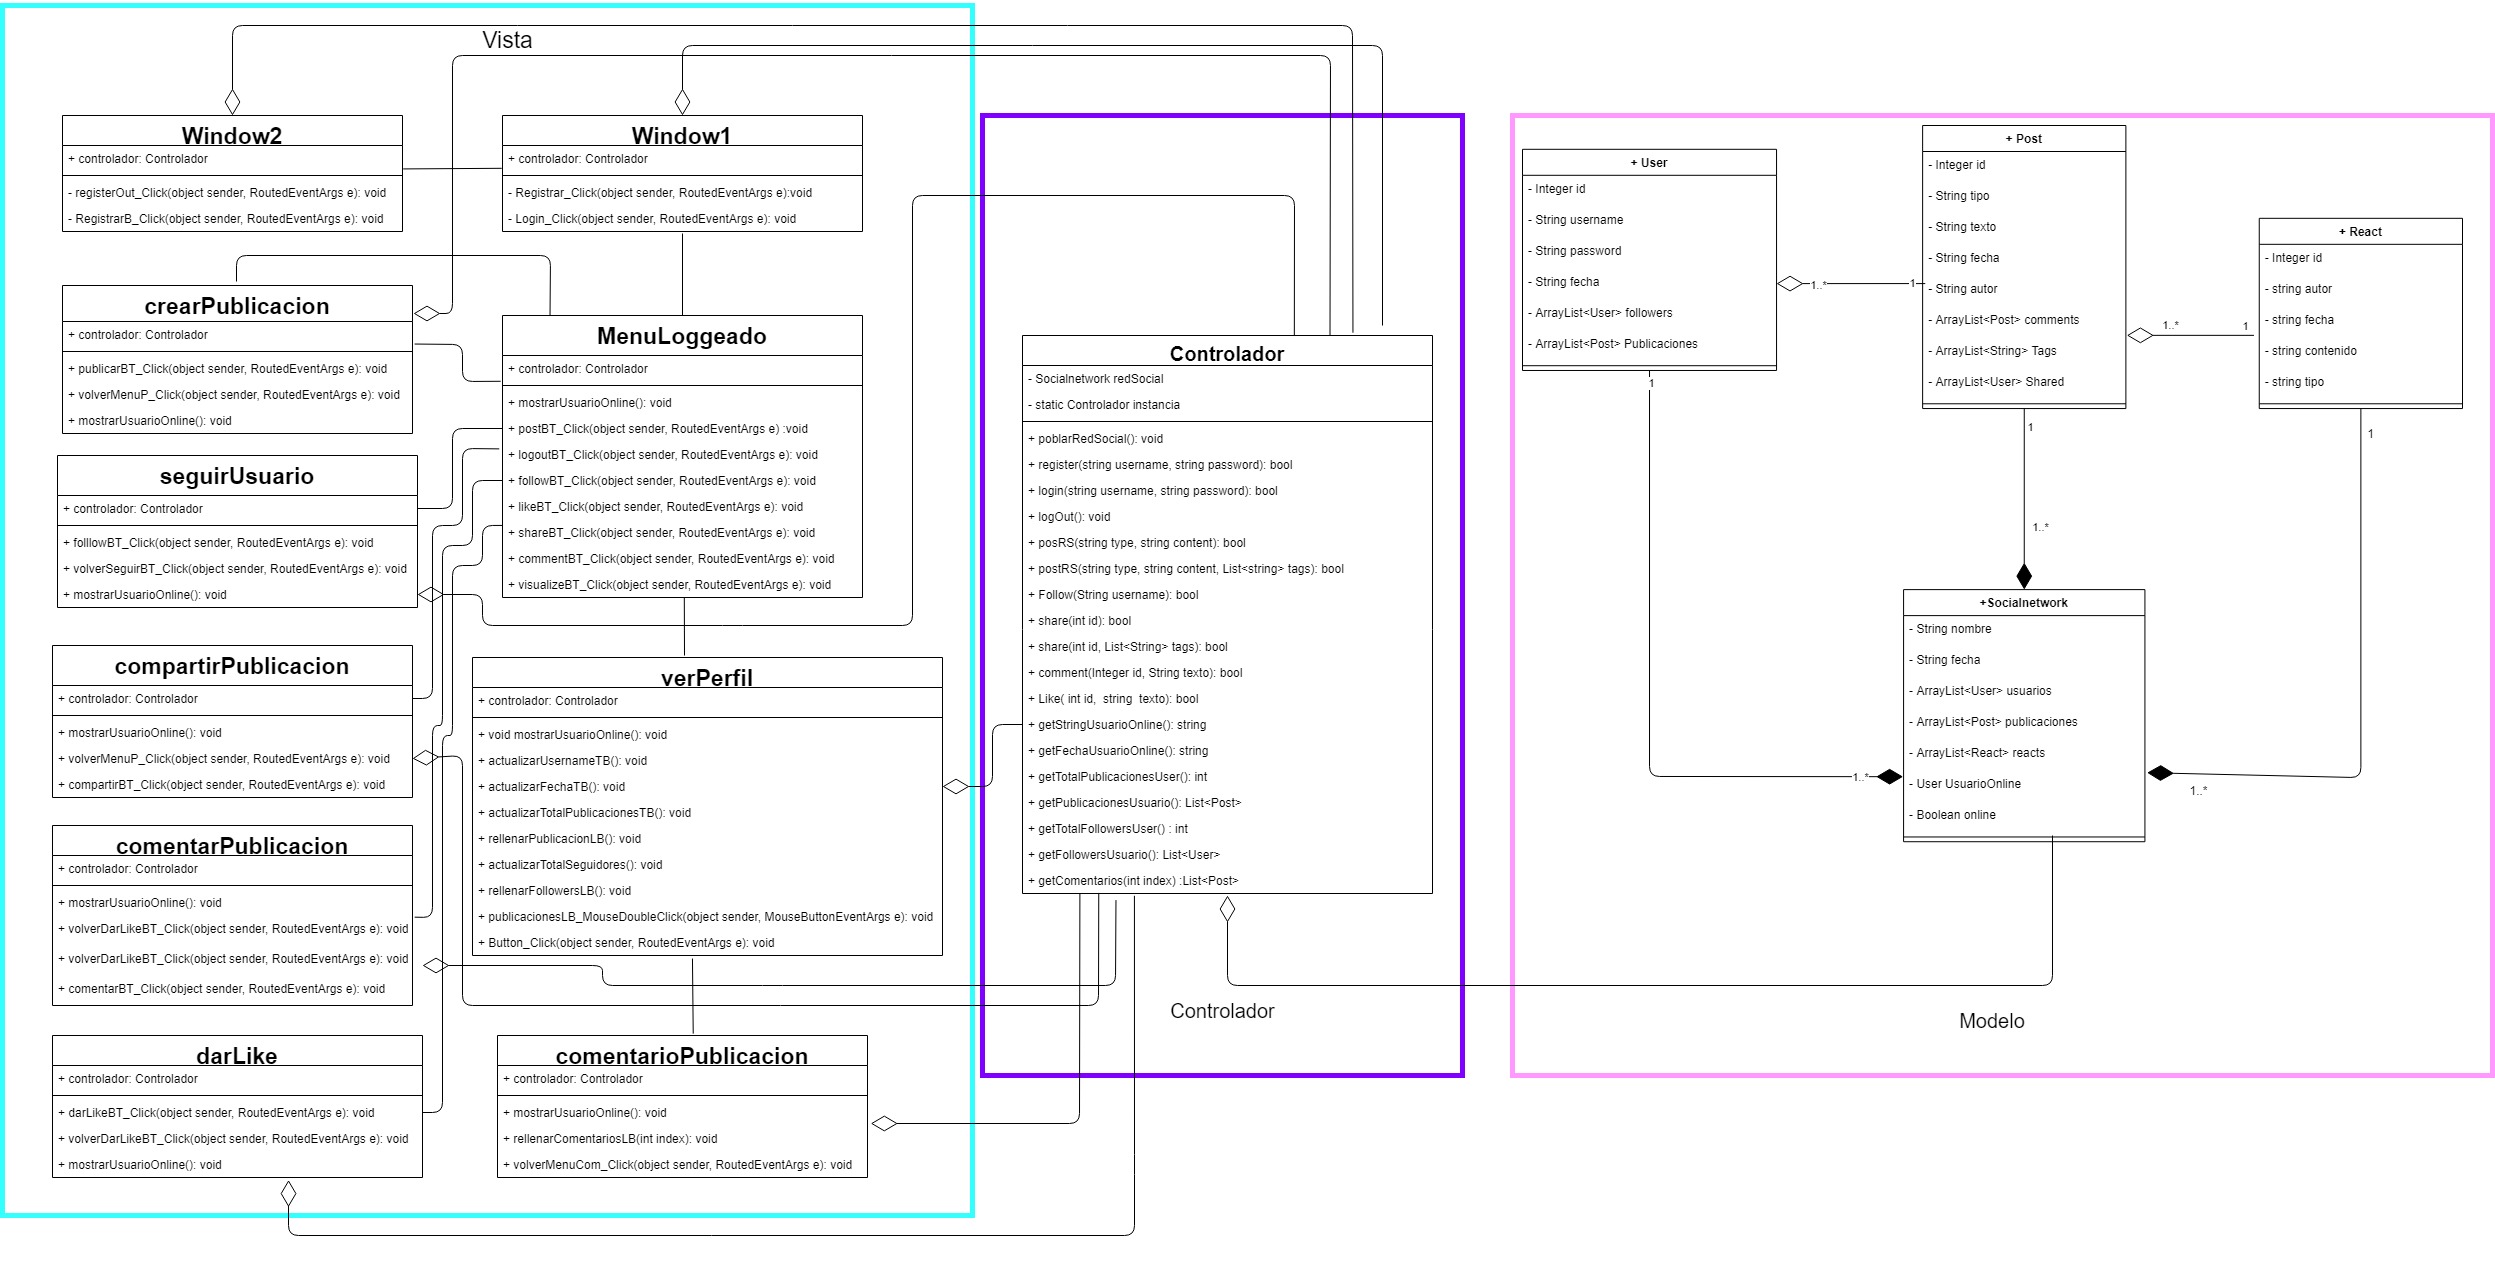 Vista
Window2
+ controlador: Controlador
- registerOut_Click(object sender, RoutedEventArgs e): void
- RegistrarB_Click(object sender, RoutedEventArgs e): void
Window1
+ controlador: Controlador
- Registrar_Click(object sender, RoutedEventArgs e):void
- Login_Click(object sender, RoutedEventArgs e): void
crearPublicacion
+ controlador: Controlador
+ publicarBT_Click(object sender, RoutedEventArgs e): void
+ volverMenuP_Click(object sender, RoutedEventArgs e): void
+ mostrarUsuarioOnline(): void
MenuLoggeado
+ controlador: Controlador
+ mostrarUsuarioOnline(): void
+ postBT_Click(object sender, RoutedEventArgs e) :void
+ logoutBT_Click(object sender, RoutedEventArgs e): void
+ followBT_Click(object sender, RoutedEventArgs e): void
+ likeBT_Click(object sender, RoutedEventArgs e): void
+ shareBT_Click(object sender, RoutedEventArgs e): void
+ commentBT_Click(object sender, RoutedEventArgs e): void
+ visualizeBT_Click(object sender, RoutedEventArgs e): void
seguirUsuario
+ controlador: Controlador
+ folllowBT_Click(object sender, RoutedEventArgs e): void
+ volverSeguirBT_Click(object sender, RoutedEventArgs e): void
+ mostrarUsuarioOnline(): void
compartirPublicacion
+ controlador: Controlador
+ mostrarUsuarioOnline(): void
+ volverMenuP_Click(object sender, RoutedEventArgs e): void
+ compartirBT_Click(object sender, RoutedEventArgs e): void
verPerfil
+ controlador: Controlador
+ void mostrarUsuarioOnline(): void
+ actualizarUsernameTB(): void
+ actualizarFechaTB(): void
+ actualizarTotalPublicacionesTB(): void
+ rellenarPublicacionLB(): void
+ actualizarTotalSeguidores(): void
+ rellenarFollowersLB(): void
+ publicacionesLB_MouseDoubleClick(object sender, MouseButtonEventArgs e): void
+ Button_Click(object sender, RoutedEventArgs e): void
comentarPublicacion
+ controlador: Controlador
+ mostrarUsuarioOnline(): void
+ volverDarLikeBT_Click(object sender, RoutedEventArgs e): void
+ volverDarLikeBT_Click(object sender, RoutedEventArgs e): void
+ comentarBT_Click(object sender, RoutedEventArgs e): void
darLike
+ controlador: Controlador
+ darLikeBT_Click(object sender, RoutedEventArgs e): void
+ volverDarLikeBT_Click(object sender, RoutedEventArgs e): void
+ mostrarUsuarioOnline(): void
comentarioPublicacion
+ controlador: Controlador
+ mostrarUsuarioOnline(): void
+ rellenarComentariosLB(int index): void
+ volverMenuCom_Click(object sender, RoutedEventArgs e): void
Controlador
- Socialnetwork redSocial
- static Controlador instancia
+ poblarRedSocial(): void
+ register(string username, string password): bool
+ login(string username, string password): bool
+ logOut(): void
+ posRS(string type, string content): bool
+ postRS(string type, string content, List<string> tags): bool
+ Follow(String username): bool
+ share(int id): bool
+ share(int id, List<String> tags): bool
+ comment(Integer id, String texto): bool
+ Like( int id,  string  texto): bool
+ getStringUsuarioOnline(): string
+ getFechaUsuarioOnline(): string
+ getTotalPublicacionesUser(): int
+ getPublicacionesUsuario(): List<Post>
+ getTotalFollowersUser() : int
+ getFollowersUsuario(): List<User>
+ getComentarios(int index) :List<Post>
Controlador
+ User
- Integer id
- String username
- String password
- String fecha
- ArrayList<User> followers
- ArrayList<Post> Publicaciones
1..*
1
1
+ Post
- Integer id
- String tipo
- String texto
- String fecha
- String autor
- ArrayList<Post> comments
- ArrayList<String> Tags
- ArrayList<User> Shared
1..*
1
1
1..*
+ React
- Integer id
- string autor
- string fecha
- string contenido
- string tipo
1
+Socialnetwork
- String nombre
- String fecha
- ArrayList<User> usuarios
- ArrayList<Post> publicaciones
- ArrayList<React> reacts
- User UsuarioOnline
- Boolean online
1..*
1..*
Modelo